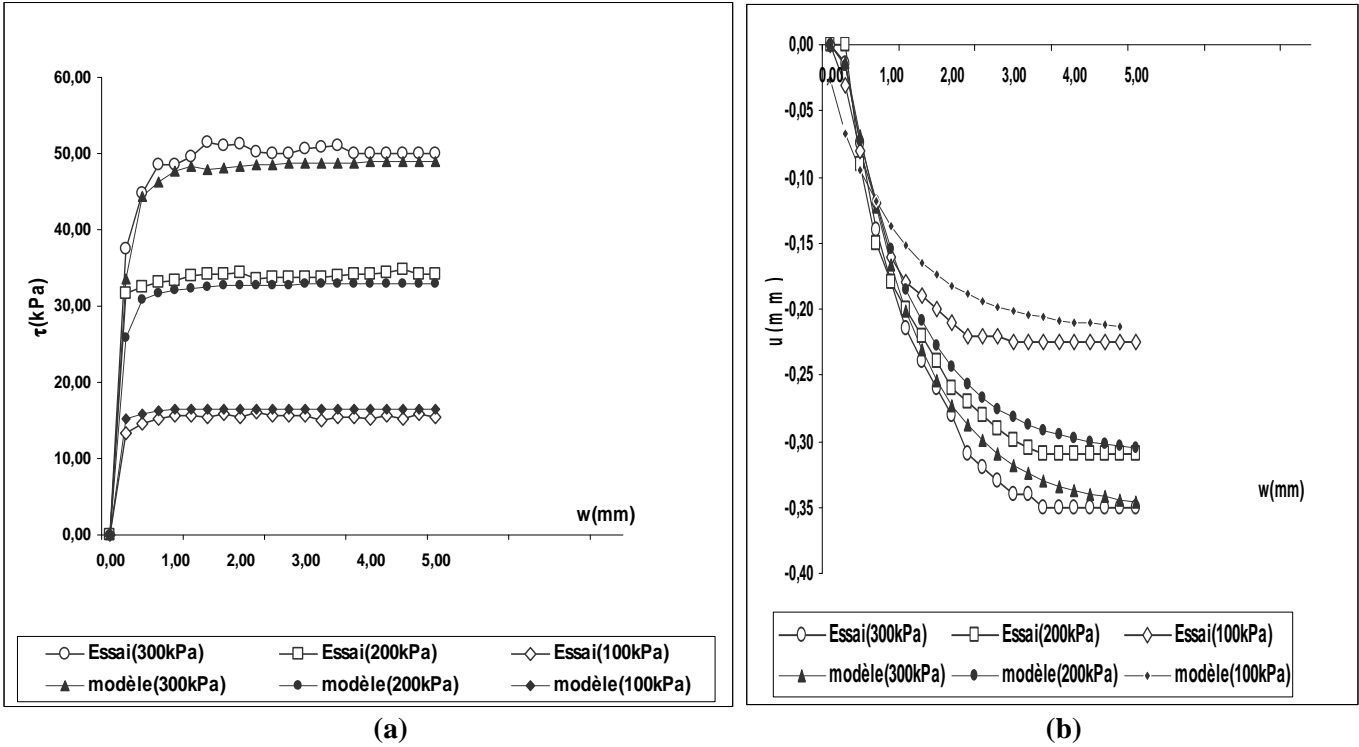 60,00
50,00
40,00
30,00
20,00
10,00
0,00
τ(kPa)
w(mm)
0,00 1,00 2,00 3,00 4,00 5,00
Essai(300kPa) Essai(200kPa) Essai(100kPa)
modèle(300kPa) modèle(200kPa) modèle(100kPa)
(a)
0,00
-0,05
-0,10
-0,15
-0,20
-0,25
-0,30
-0,35
-0,40
u(mm)
0,00 1,00 2,00 3,00 4,00 5,00
w(mm)
Essai(300kPa) Essai(200kPa) Essai(100kPa)
modèle(300kPa) modèle(200kPa) modèle(100kPa)
(b)